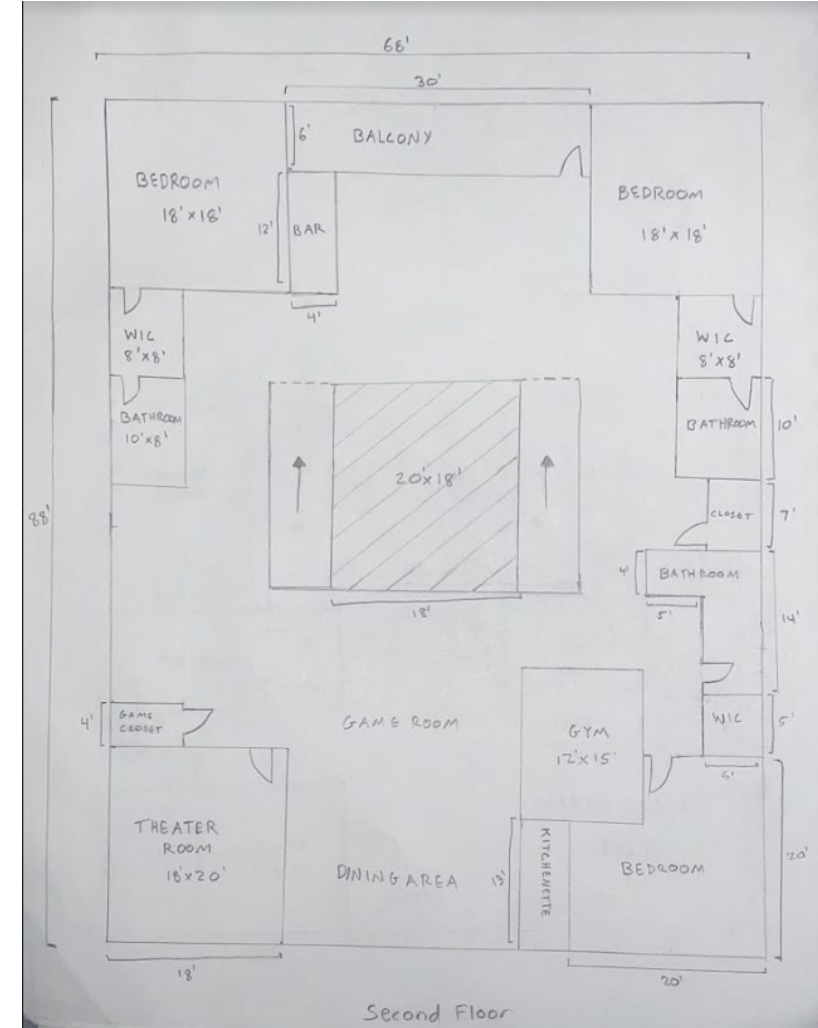 68'
30'
6'
BALCONY
BEDROOM
18' x 18'
BEDROOM
18' x 18'
12'
BAR
4'
WIC
8'x8'
WIC
8'x8'
BATHROOM
10'x8'
BATHROOM
10'
20'x18'
88'
CLOSET
7'
4'
BATHROOM
18'
5'
14'
4'
GAME
CLOSET
GAME ROOM
GYM
12'x15'
WIC
5'
6'
THEATER
ROOM
18'x20'
DINING AREA
13'
KITCHENETTE
BEDROOM
20'
18'
20'
Second Floor